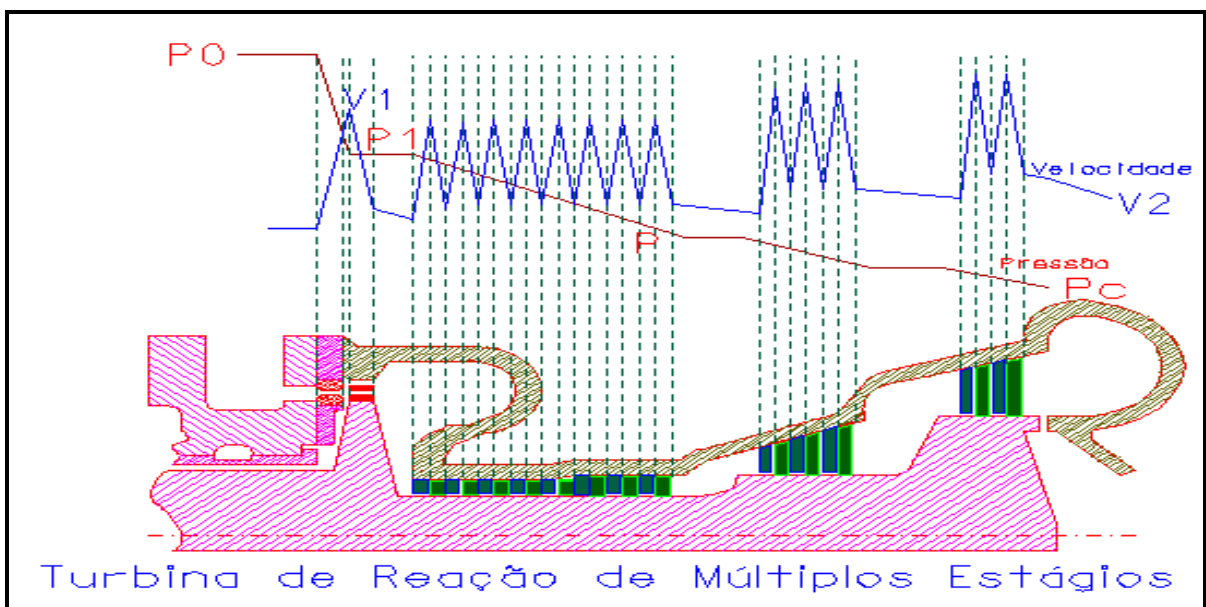 P0
V1
P1
Velocidade
V2
P
Pressão
Pc
Turbina de Reação de Múltiplos Estágios